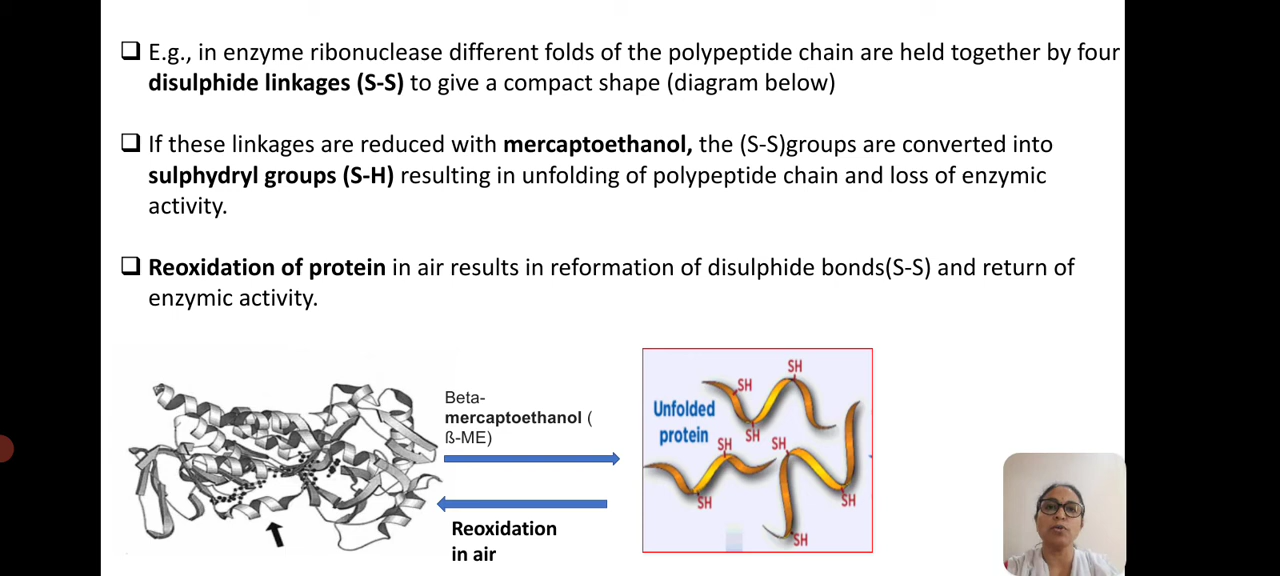 ❑ E.g., in enzyme ribonuclease different folds of the polypeptide chain are held together by four
disulphide linkages (S-S) to give a compact shape (diagram below)
❑ If these linkages are reduced with mercaptoethanol, the (S-S)groups are converted into
sulphydryl groups (S-H) resulting in unfolding of polypeptide chain and loss of enzymic
activity.
❑ Reoxidation of protein in air results in reformation of disulphide bonds(S-S) and return of
enzymic activity.
Beta-
mercaptoethanol (
ß-ME)
Reoxidation
in air
Unfolded
protein
SH
SH
SH
SH
SH
SH
SH
SH